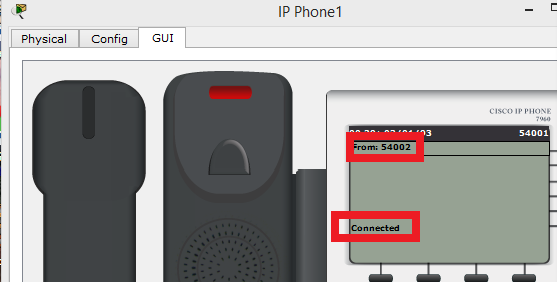 IP Phone1
Physical Config GUI
CISCO IP PHONE
7960
54001
From: 54002
Connected